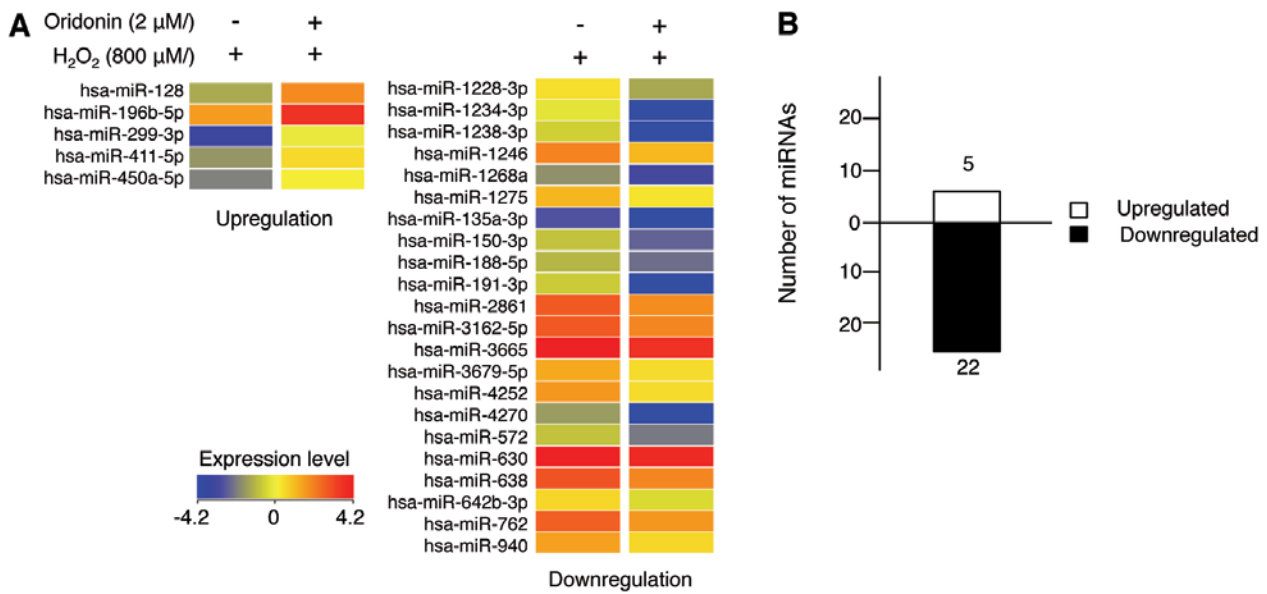 A
Oridonin (2 µM/) - +
H₂O₂ (800 µM/) + +
hsa-miR-128
hsa-miR-196b-5p
hsa-miR-299-3p
hsa-miR-411-5p
hsa-miR-450a-5p
Upregulation
Expression level
-4.2 0 4.2
- +
+ +
hsa-miR-1228-3p
hsa-miR-1234-3p
hsa-miR-1238-3p
hsa-miR-1246
hsa-miR-1268a
hsa-miR-1275
hsa-miR-135a-3p
hsa-miR-150-3p
hsa-miR-188-5p
hsa-miR-191-3p
hsa-miR-2861
hsa-miR-3162-5p
hsa-miR-3665
hsa-miR-3679-5p
hsa-miR-4252
hsa-miR-4270
hsa-miR-572
hsa-miR-630
hsa-miR-638
hsa-miR-642b-3p
hsa-miR-762
hsa-miR-940
Downregulation
B
Number of miRNAs
20
10
0
10
20
5
22
Upregulated
Downregulated